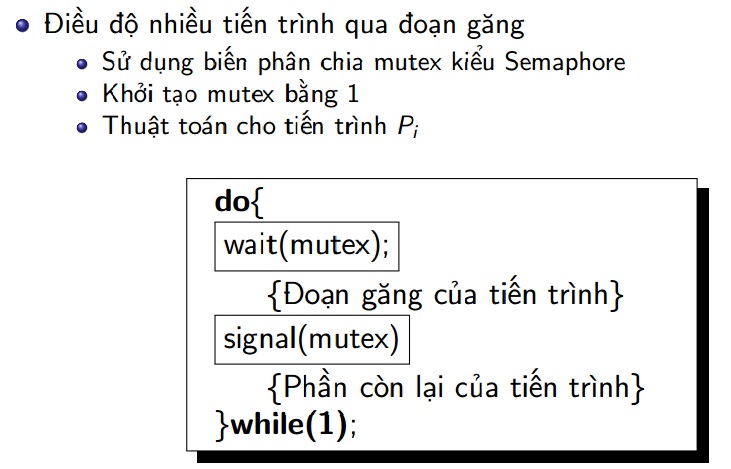 Điều độ nhiều tiến trình qua đoạn găng
Sử dụng biến phân chia mutex kiểu Semaphore
Khởi tạo mutex bằng 1
Thuật toán cho tiến trình Pi
do{
wait(mutex);
{Đoạn găng của tiến trình}
signal(mutex)
{Phần còn lại của tiến trình}
}while(1);